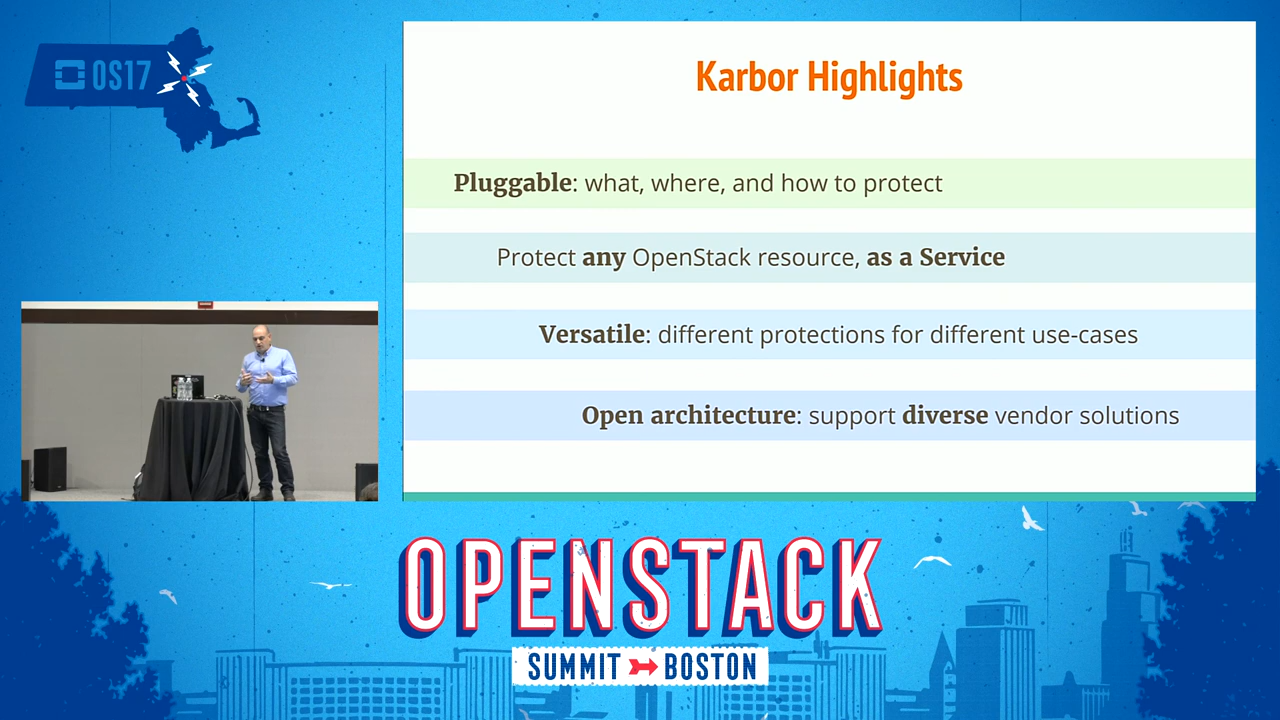 OS17
Karbor Highlights
Pluggable: what, where, and how to protect
Protect any OpenStack resource, as a Service
Versatile: different protections for different use-cases
Open architecture: support diverse vendor solutions
OPENSTACK
SUMMIT BOSTON